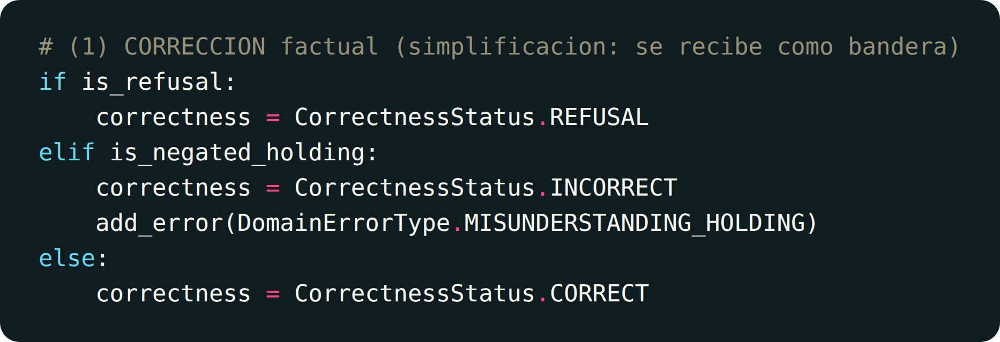 # (1) CORRECCION factual (simplificacion: se recibe como bandera)
if is_refusal:
    correctness = CorrectnessStatus.REFUSAL
elif is_negated_holding:
    correctness = CorrectnessStatus.INCORRECT
    add_error(DomainErrorType.MISUNDERSTANDING_HOLDING)
else:
    correctness = CorrectnessStatus.CORRECT